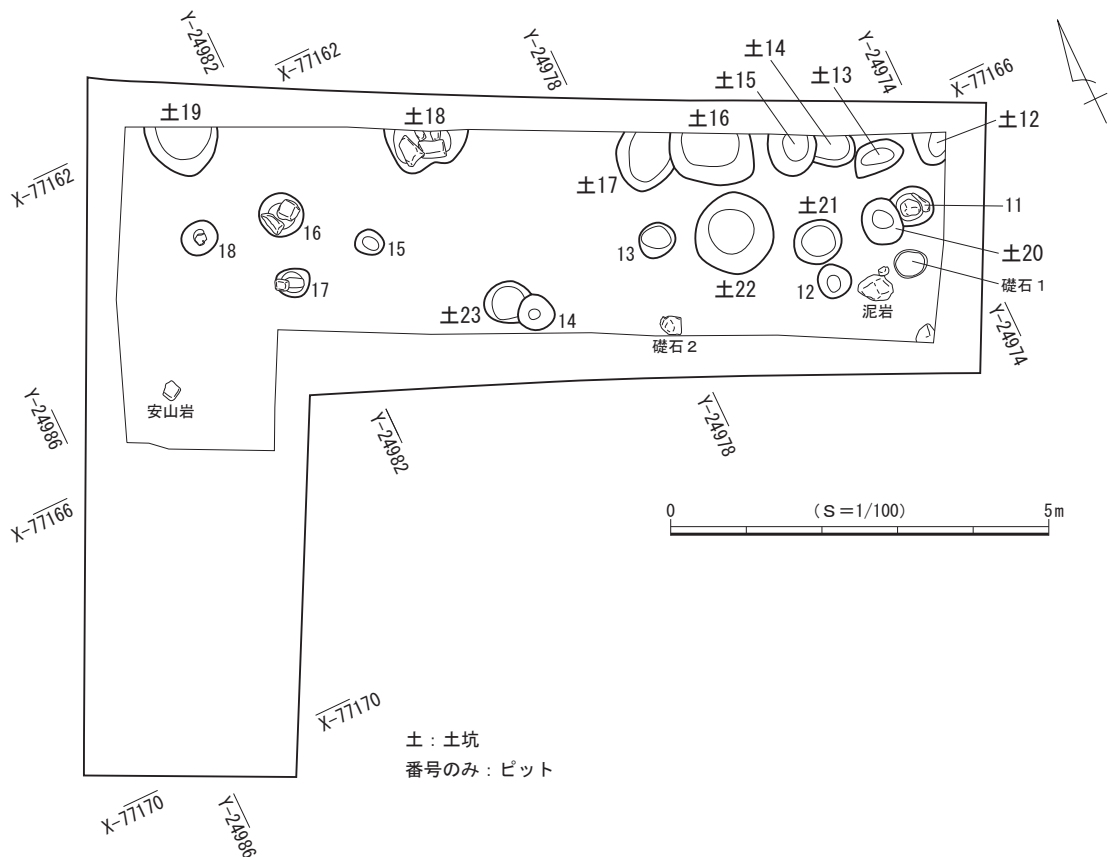 Y-24982
X-77162
Y-24978
Y-24974
X-77166
土14
土15
土13
土19
土18
土16
土12
X-77162
土17
11
16
18
15
13
土21
土20
17
土22
12
礎石1
土23
14
泥岩
礎石2
Y-24974
安山岩
Y-24986
Y-24982
Y-24978
X-77166
0
(S=1/100)
5m
X-77170
土:土坑
番号のみ:ピット
X-77170
Y-24986